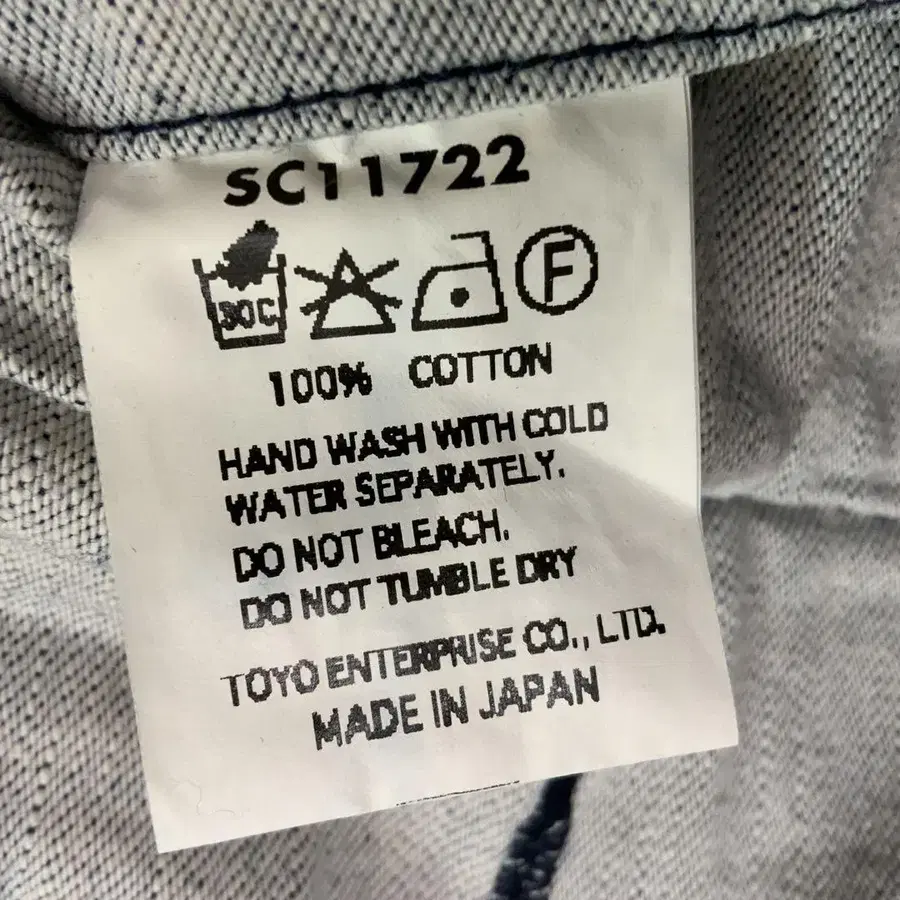 SC11722
30C F
100% COTTON
HAND WASH WITH COLD
WATER SEPARATELY.
DO NOT BLEACH.
DO NOT TUMBLE DRY
TOYO ENTERPRISE CO., LTD.
MADE IN JAPAN